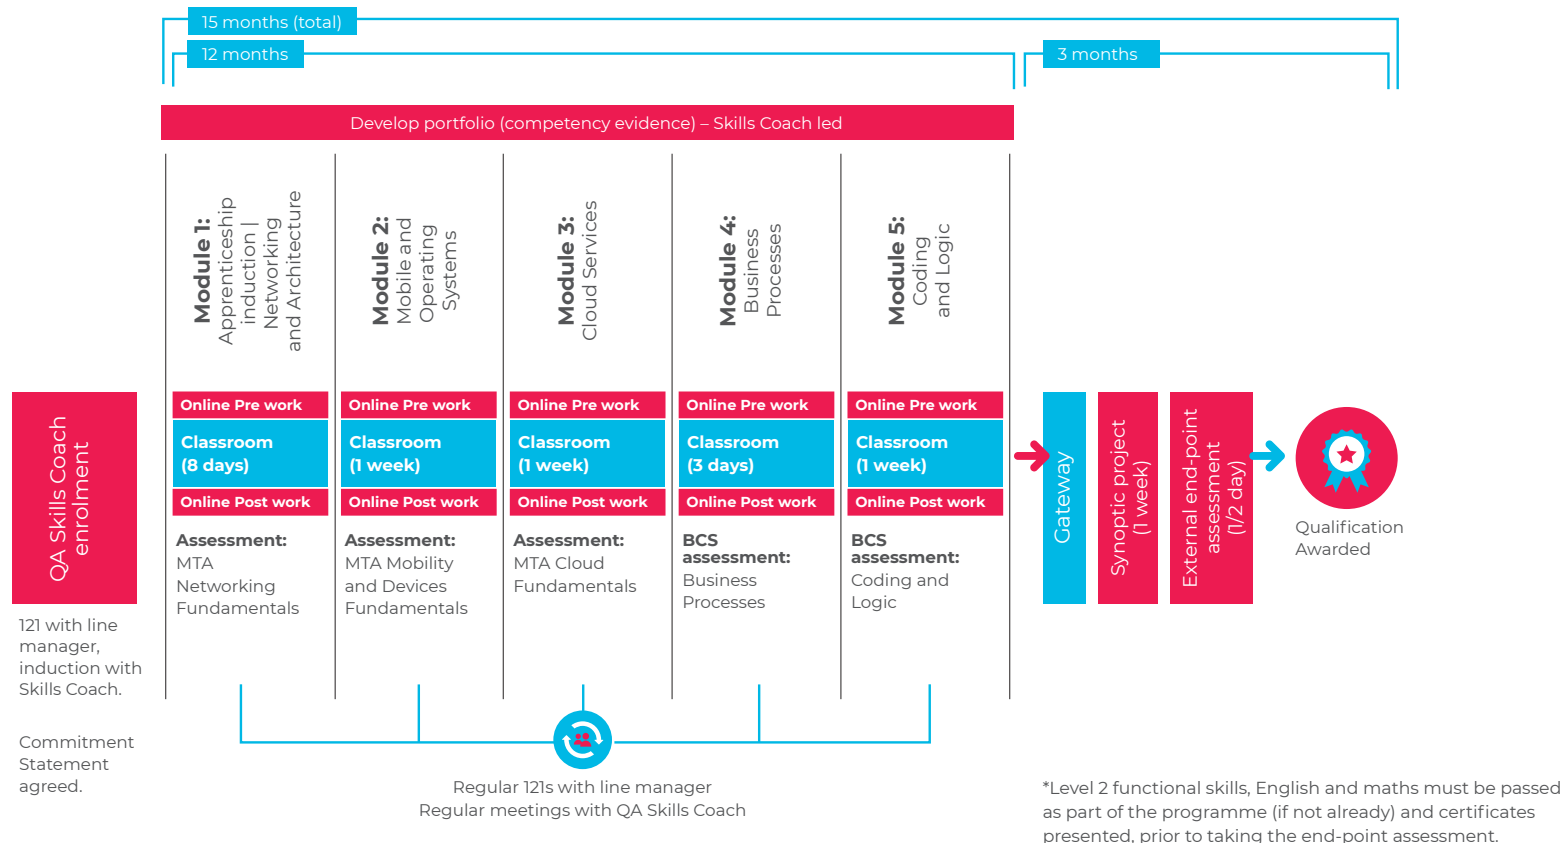 15 months (total)
12 months
3 months
Develop portfolio (competency evidence) – Skills Coach led
Module 1:
Apprenticeship
induction |
Networking
and Architecture
Module 2:
Mobile and
Operating
Systems
Module 3:
Cloud Services
Module 4:
Business
Processes
Module 5:
Coding
and Logic
QA Skills Coach
enrolment
121 with line
manager,
induction with
Skills Coach.
Commitment
Statement
agreed.
Online Pre work
Classroom
(8 days)
Online Post work
Assessment:
MTA
Networking
Fundamentals
Online Pre work
Classroom
(1 week)
Online Post work
Assessment:
MTA Mobility
and Devices
Fundamentals
Online Pre work
Classroom
(1 week)
Online Post work
Assessment:
MTA Cloud
Fundamentals
Online Pre work
Classroom
(3 days)
Online Post work
BCS
assessment:
Business
Processes
Online Pre work
Classroom
(1 week)
Online Post work
BCS
assessment:
Coding and
Logic
Gateway
Synoptic project
(1 week)
External end-point
assessment
(1/2 day)
Qualification
Awarded
Regular 121s with line manager
Regular meetings with QA Skills Coach
*Level 2 functional skills, English and maths must be passed
as part of the programme (if not already) and certificates
presented, prior to taking the end-point assessment.